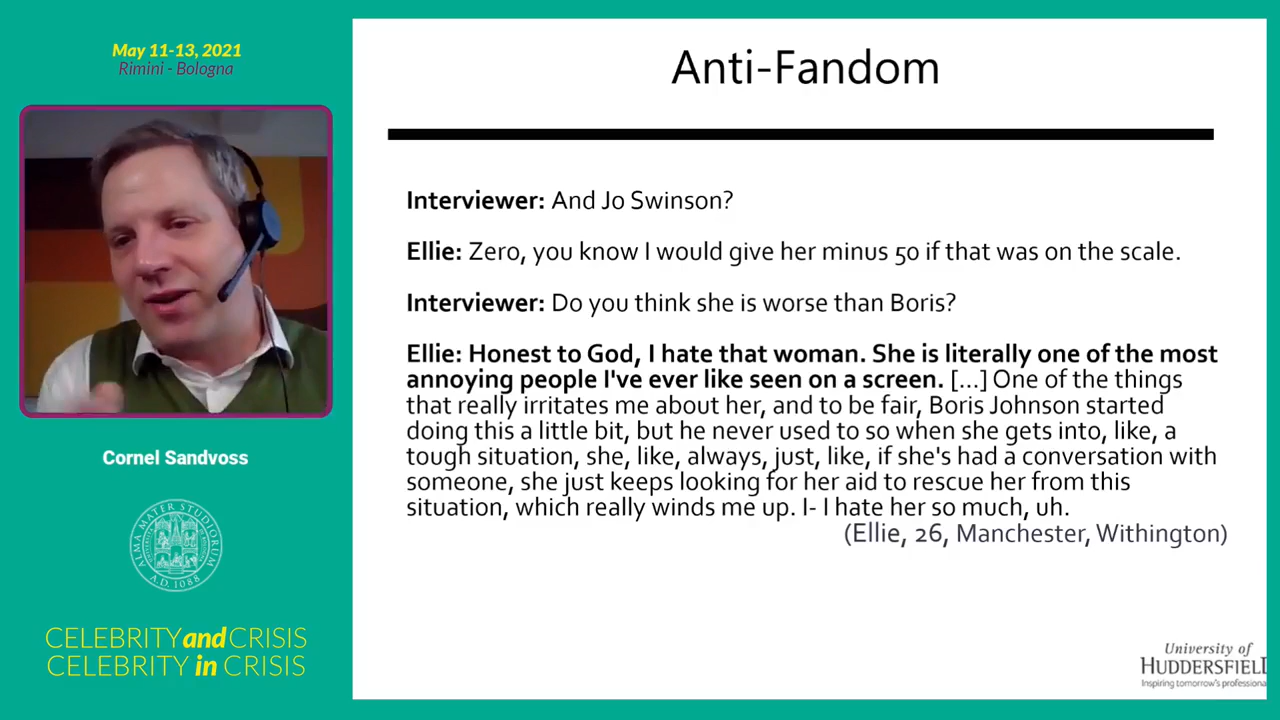 May 11-13, 2021
Rimini - Bologna
Cornel Sandvoss
ALMA MATER STUDIORUM
A.D. 1088
CELEBRITY and CRISIS
CELEBRITY in CRISIS
Anti-Fandom
Interviewer: And Jo Swinson?
Ellie: Zero, you know I would give her minus 50 if that was on the scale.
Interviewer: Do you think she is worse than Boris?
Ellie: Honest to God, I hate that woman. She is literally one of the most
annoying people I've ever like seen on a screen. [...] One of the things
that really irritates me about her, and to be fair, Boris Johnson started
doing this a little bit, but he never used to so when she gets into, like, a
tough situation, she, like, always, just, like, if she's had a conversation with
someone, she just keeps looking for her aid to rescue her from this
situation, which really winds me up. I- I hate her so much, uh.
(Ellie, 26, Manchester, Withington)
University of
HUDDERSFIELD
Inspiring tomorrow's professiona